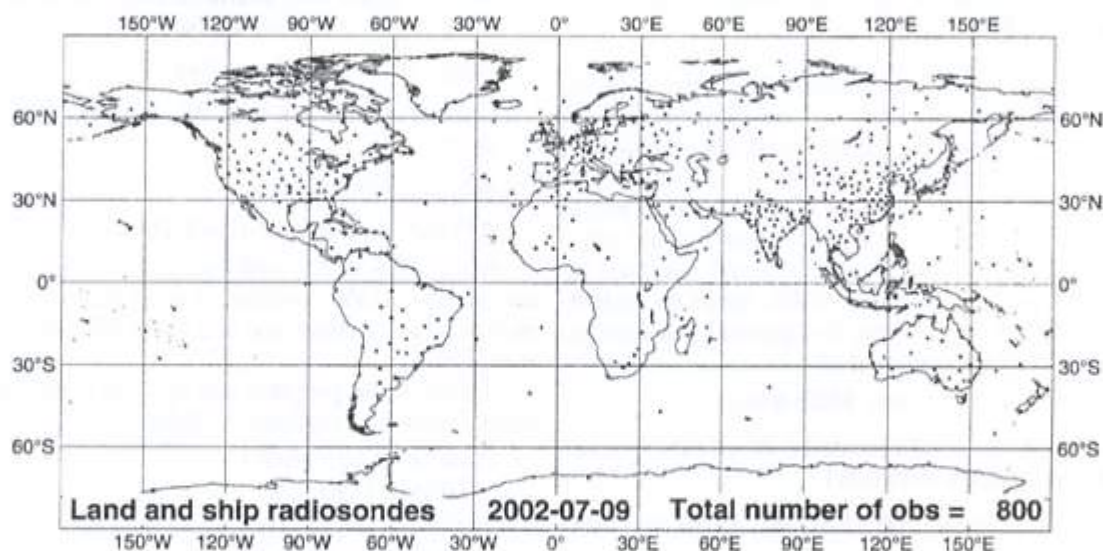 150°W 120°W 90°W 60°W 30°W 0° 30°E 60°E 90°E 120°E 150°E
60°N 60°N
30°N 30°N
0° 0°
30°S 30°S
60°S 60°S
Land and ship radiosondes 2002-07-09 Total number of obs = 800
150°W 120°W 90°W 60°W 30°W 0° 30°E 60°E 90°E 120°E 150°E